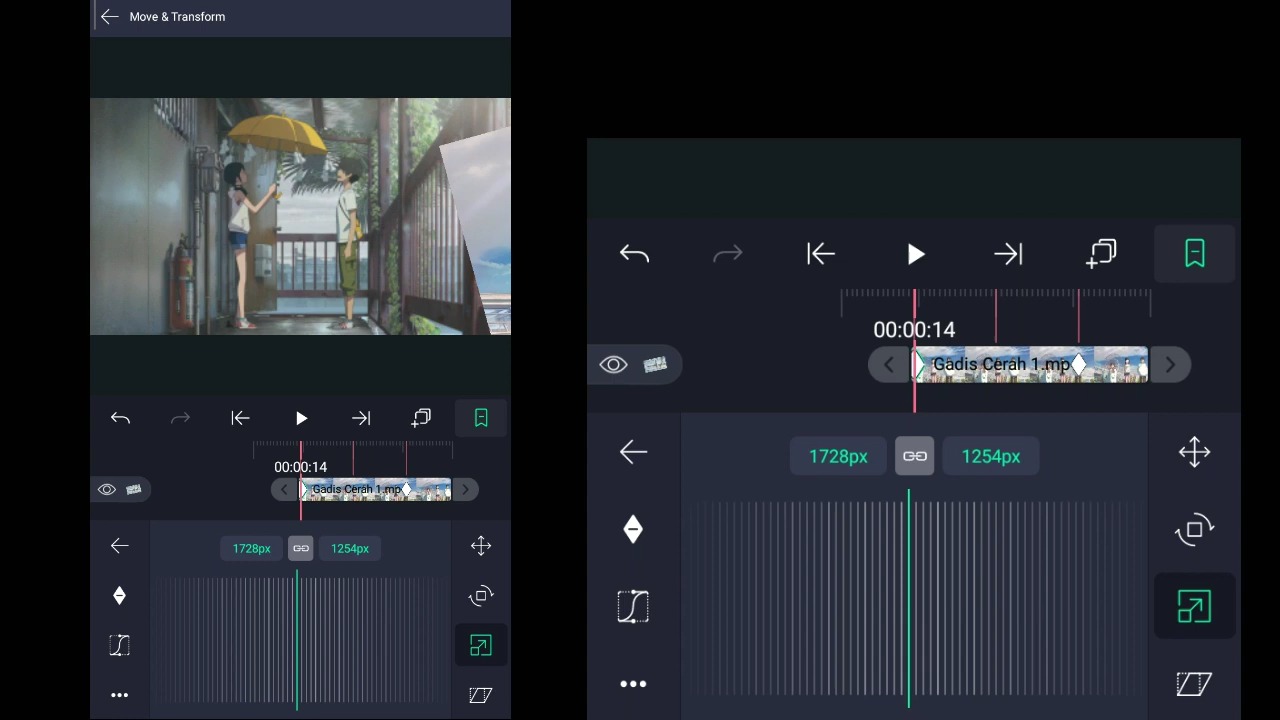 Move & Transform
00:00:14
Gadis Cerah 1.mp
1728px
1254px
00:00:14
Gadis Cerah 1.mp
1728px
1254px